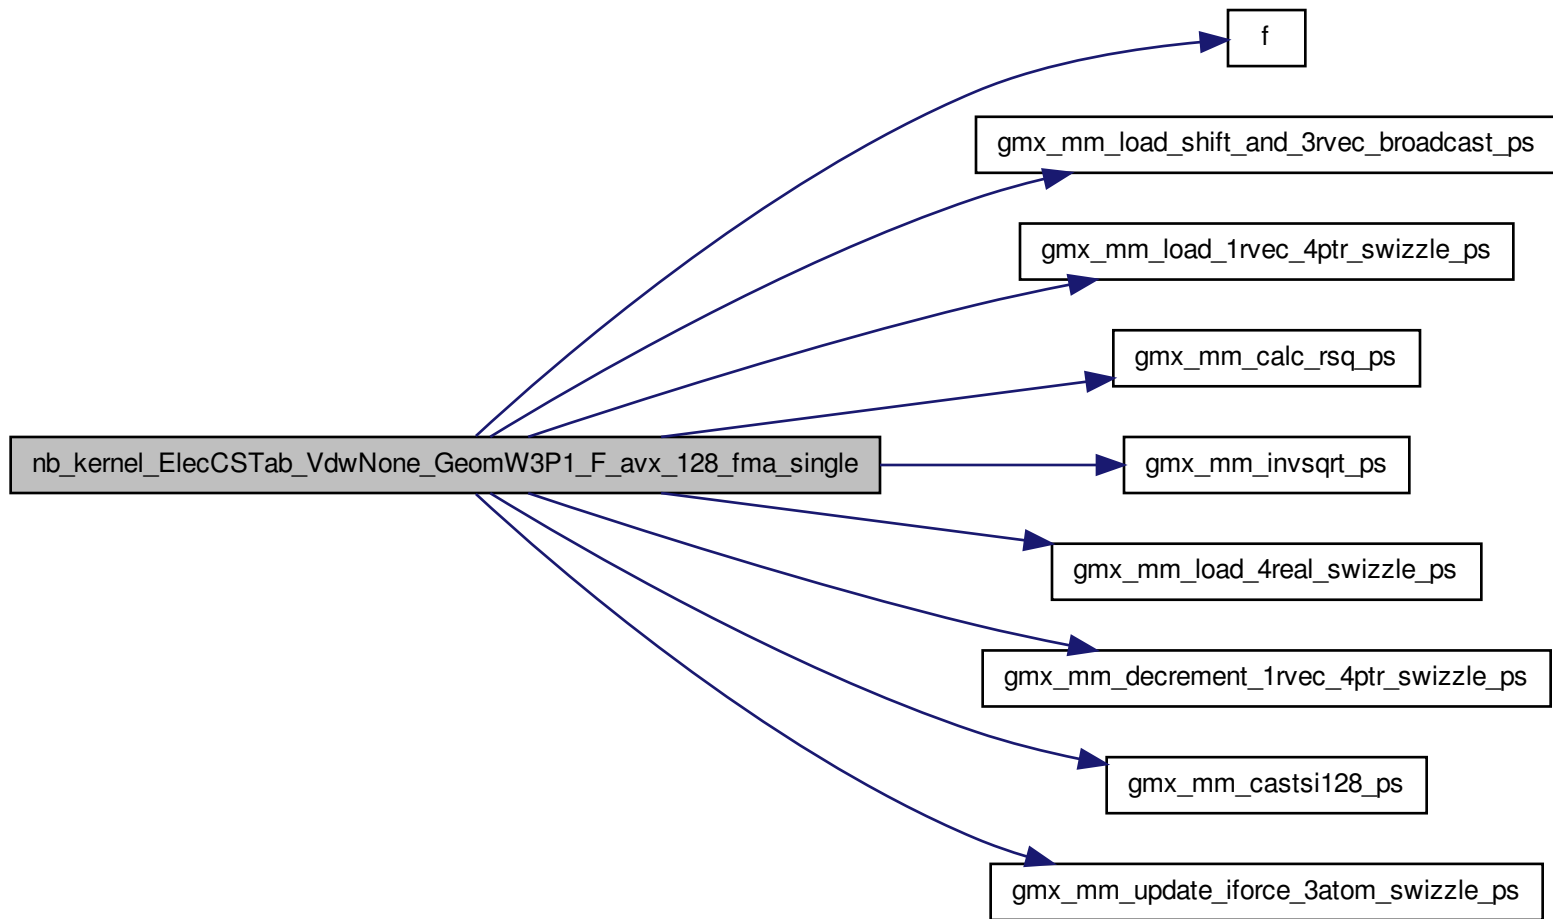 f
gmx_mm_load_shift_and_3rvec_broadcast_ps
gmx_mm_load_1rvec_4ptr_swizzle_ps
gmx_mm_calc_rsq_ps
nb_kernel_ElecCSTab_VdwNone_GeomW3P1_F_avx_128_fma_single
gmx_mm_invsqrt_ps
gmx_mm_load_4real_swizzle_ps
gmx_mm_decrement_1rvec_4ptr_swizzle_ps
gmx_mm_castsi128_ps
gmx_mm_update_iforce_3atom_swizzle_ps